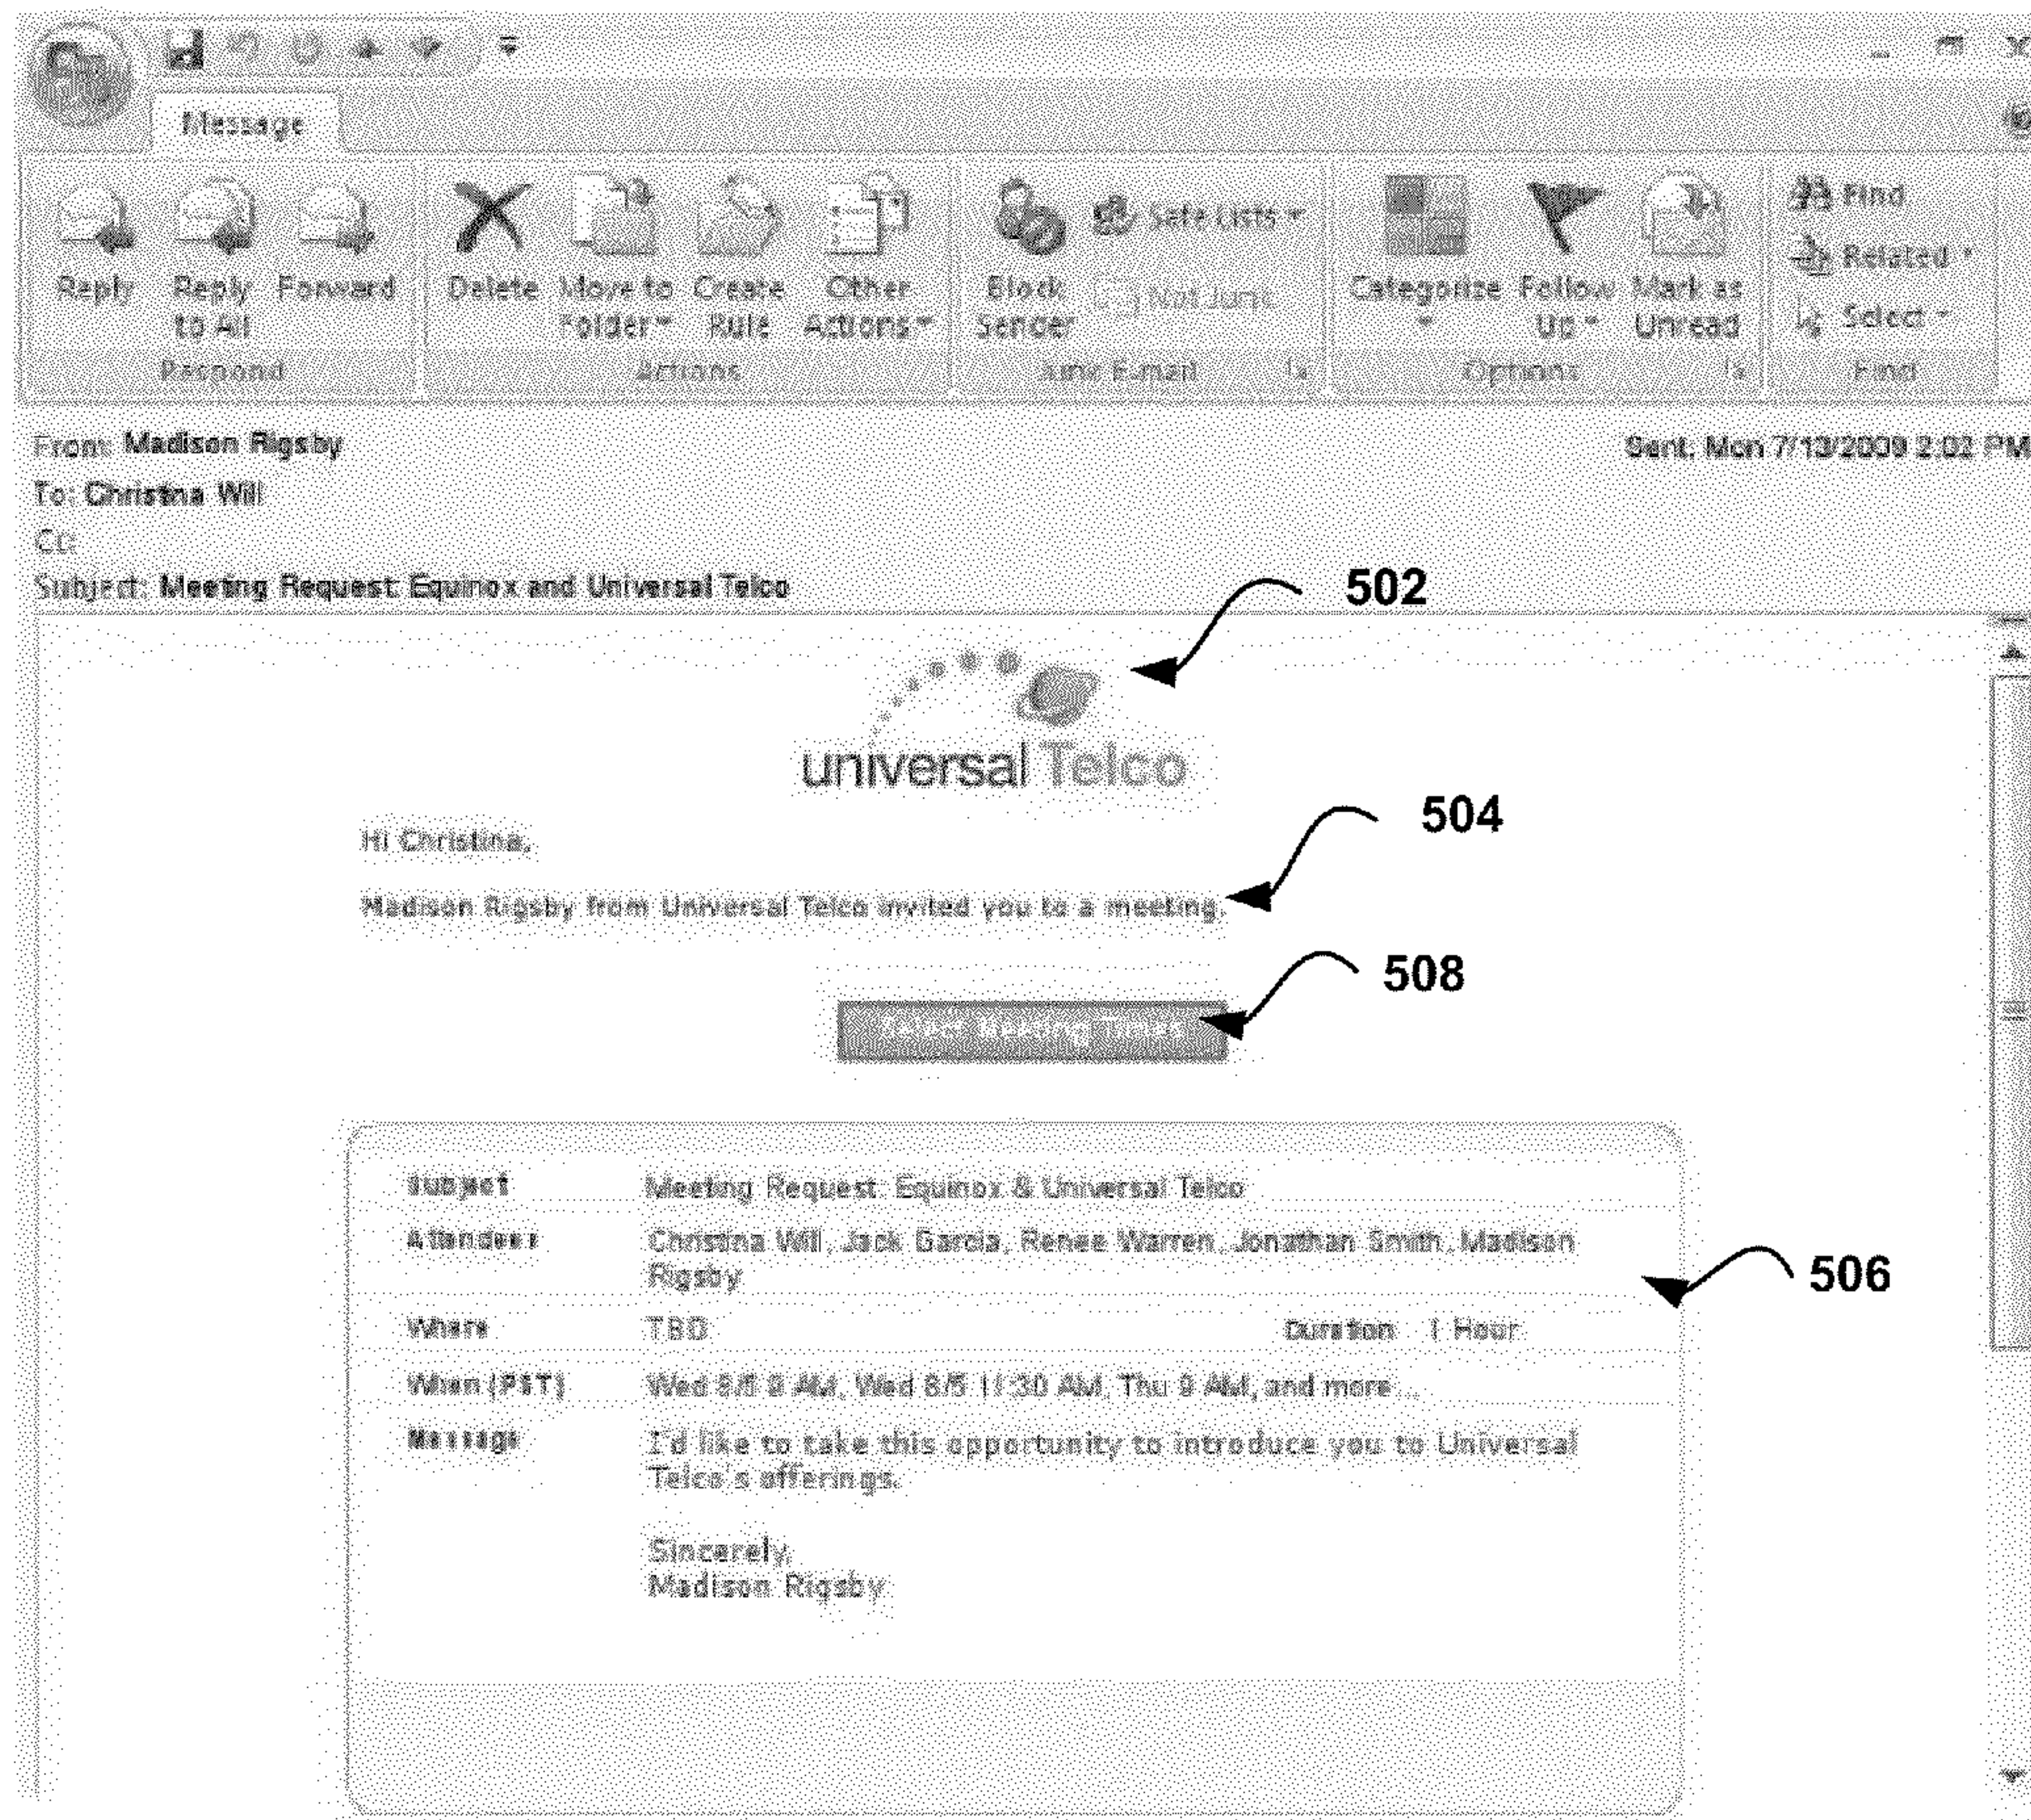 Message
Reply
Reply to All
Forward
Delete
Move to Folder
Create Rule
Other Actions
Block Sender
Safe Lists
Not Junk
Categorize
Follow Up
Mark as Unread
Find
Related
Select
Respond
Actions
Junk E-mail
Options
Find
From: Madison Rigsby
Sent: Mon 7/13/2009 2:02 PM
To: Christina Will
Cc:
Subject: Meeting Request: Equinox and Universal Telco
502
universal Telco
504
Hi Christina,
Madison Rigsby from Universal Telco invited you to a meeting.
508
Select Meeting Times
Subject Meeting Request: Equinox & Universal Telco
Attendees Christina Will, Jack Garcia, Renee Warren, Jonathan Smith, Madison
Rigsby
506
Where TBD Duration 1 Hour
When (PST) Wed 8/5 9 AM, Wed 8/5 11:30 AM, Thu 9 AM, and more...
Message I'd like to take this opportunity to introduce you to Universal
Telco's offerings.
Sincerely,
Madison Rigsby